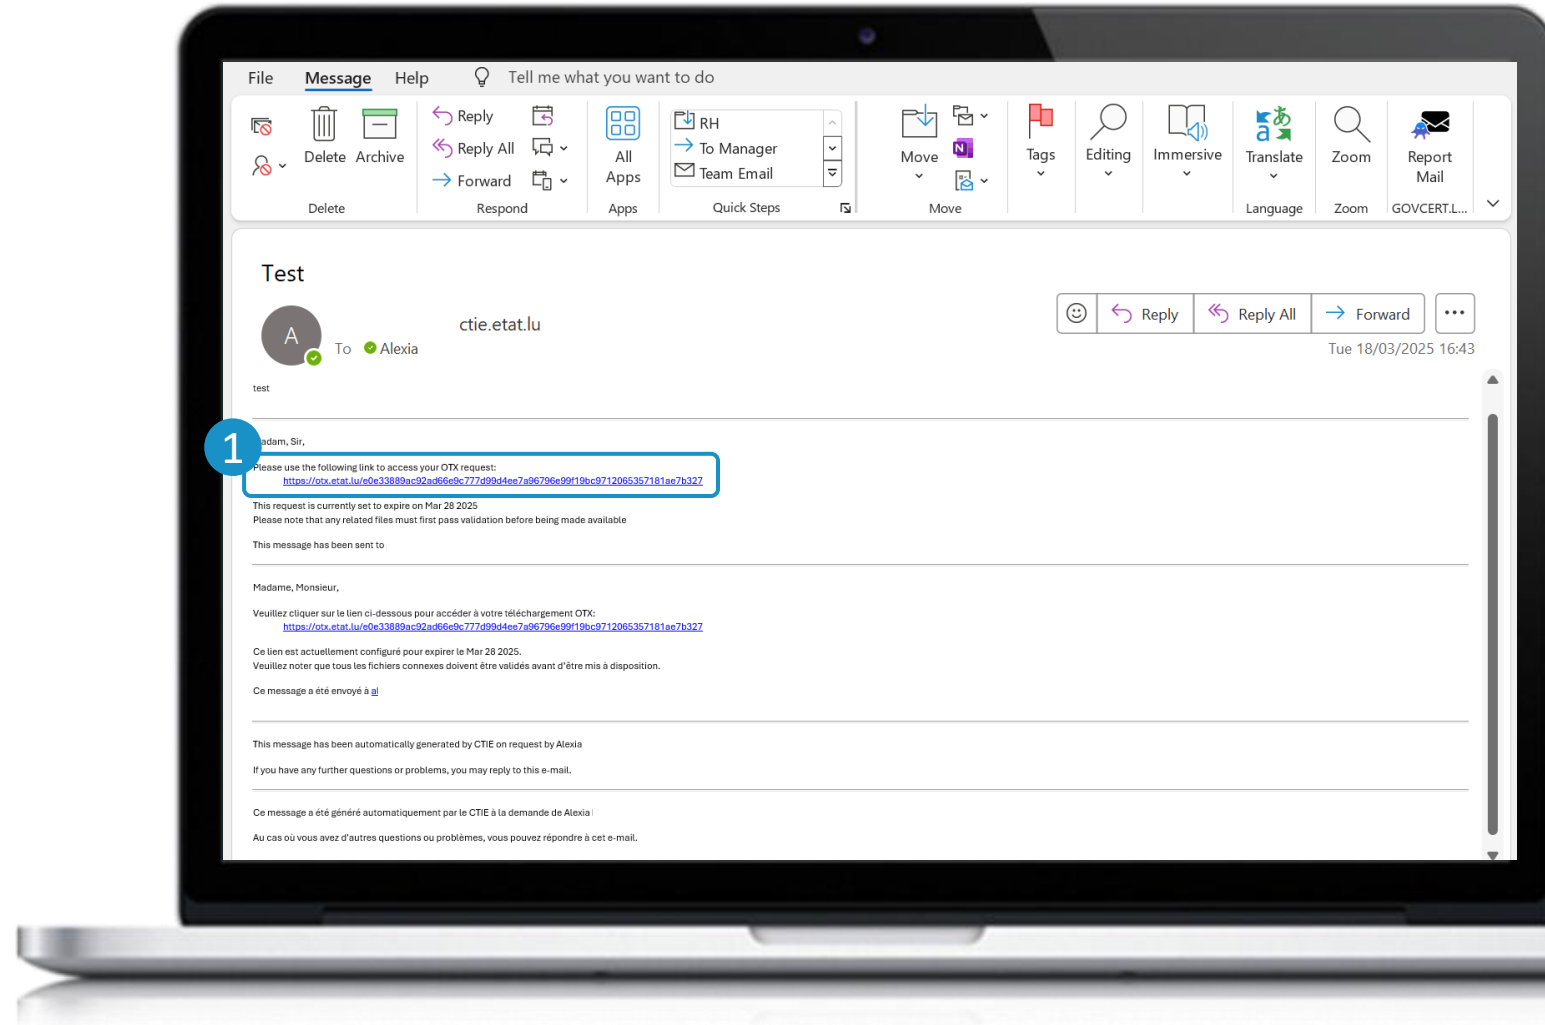 File Message Help Tell me what you want to do
Delete Archive
Delete
Reply
Reply All
Forward
Respond
All Apps
Apps
RH
To Manager
Team Email
Quick Steps
Move
Move
Tags
Editing
Immersive
Translate
Language
Zoom
Zoom
Report Mail
GOVCERT.L...
Test
A
ctie.etat.lu
To Alexia
Reply Reply All Forward
Tue 18/03/2025 16:43
test
1
adam, Sir,
Please use the following link to access your OTX request:
https://otx.etat.lu/e0e33889ac92ad66e9c777d99d4ee7a96796e99f19bc9712065357181ae7b327
This request is currently set to expire on Mar 28 2025
Please note that any related files must first pass validation before being made available
This message has been sent to
Madame, Monsieur,
Veuillez cliquer sur le lien ci-dessous pour accéder à votre téléchargement OTX:
https://otx.etat.lu/e0e33889ac92ad66e9c777d99d4ee7a96796e99f19bc9712065357181ae7b327
Ce lien est actuellement configuré pour expirer le Mar 28 2025.
Veuillez noter que tous les fichiers connexes doivent être validés avant d'être mis à disposition.
Ce message a été envoyé à al
This message has been automatically generated by CTIE on request by Alexia
If you have any further questions or problems, you may reply to this e-mail.
Ce message a été généré automatiquement par le CTIE à la demande de Alexia
Au cas où vous avez d'autres questions ou problèmes, vous pouvez répondre à cet e-mail.